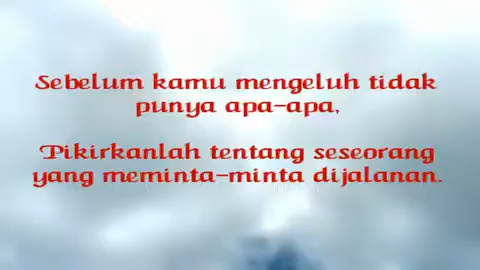 Sebelum kamu mengeluh tidak
punya apa-apa,
Pikirkanlah tentang seseorang
yang meminta-minta dijalanan.